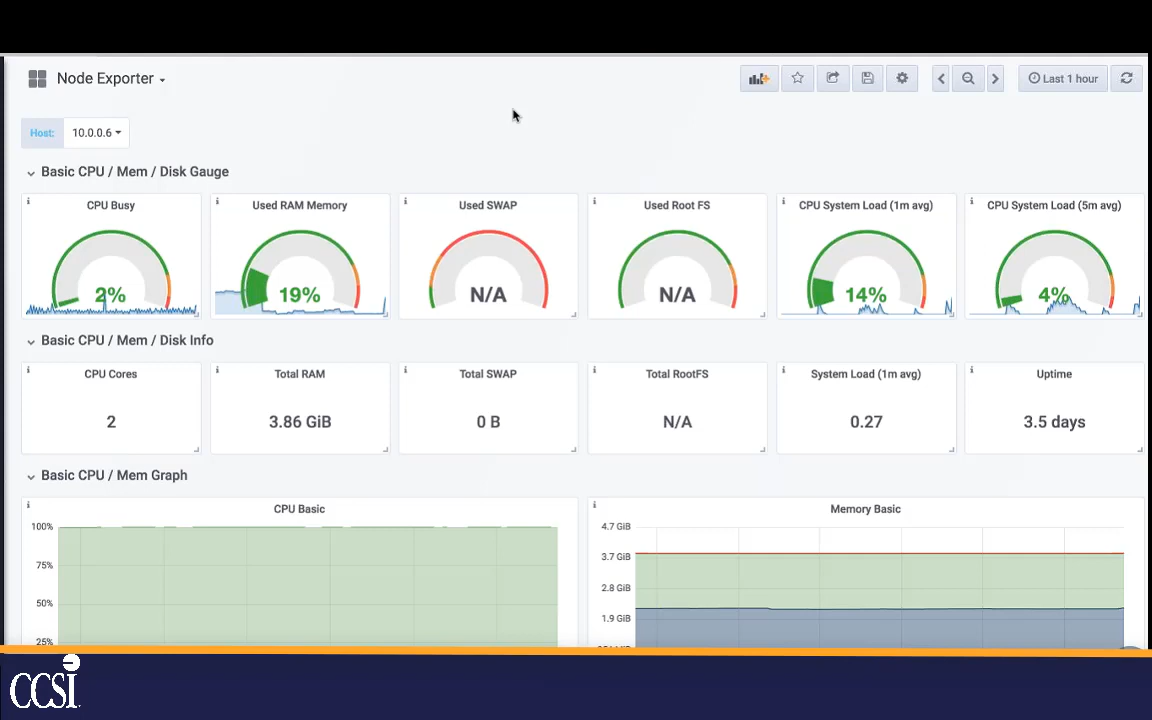 Node Exporter
Last 1 hour
Host: 10.0.0.6
Basic CPU / Mem / Disk Gauge
CPU Busy
Used RAM Memory
Used SWAP
Used Root FS
CPU System Load (1m avg)
CPU System Load (5m avg)
2%
19%
N/A
N/A
14%
4%
Basic CPU / Mem / Disk Info
CPU Cores
Total RAM
Total SWAP
Total RootFS
System Load (1m avg)
Uptime
2
3.86 GiB
0 B
N/A
0.27
3.5 days
Basic CPU / Mem Graph
CPU Basic
100%
75%
50%
25%
Memory Basic
4.7 GiB
3.7 GiB
2.8 GiB
1.9 GiB
CCSI